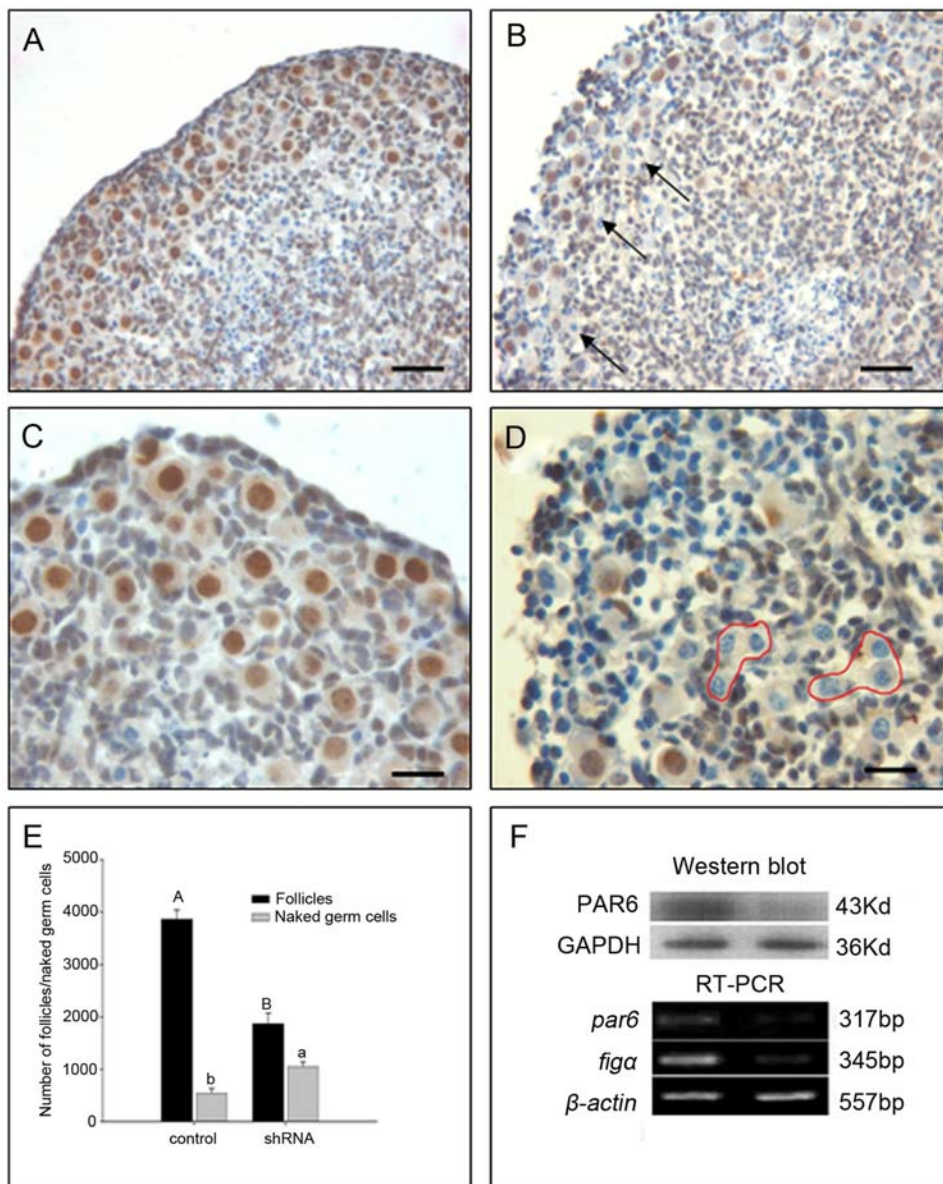 A
B
C
D
E
5000
4000
3000
2000
1000
0
Number of follicles/naked germ cells
A
b
B
a
Follicles
Naked germ cells
control
shRNA
F
Western blot
PAR6
43Kd
GAPDH
36Kd
RT-PCR
par6
317bp
figα
345bp
β-actin
557bp